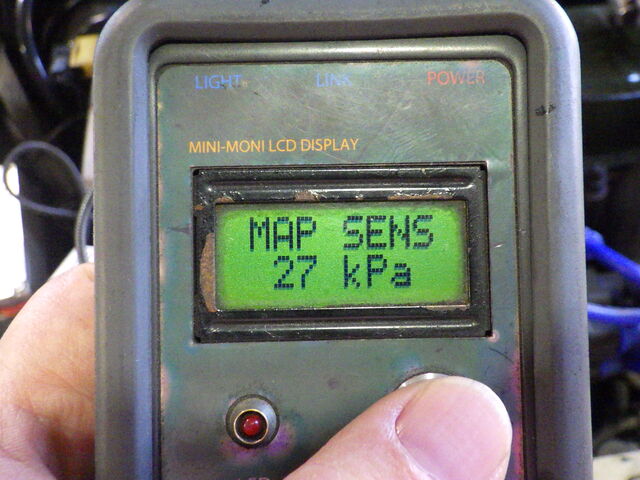 LIGHT LINK POWER
MINI-MONI LCD DISPLAY
MAP SENS
27 kPa